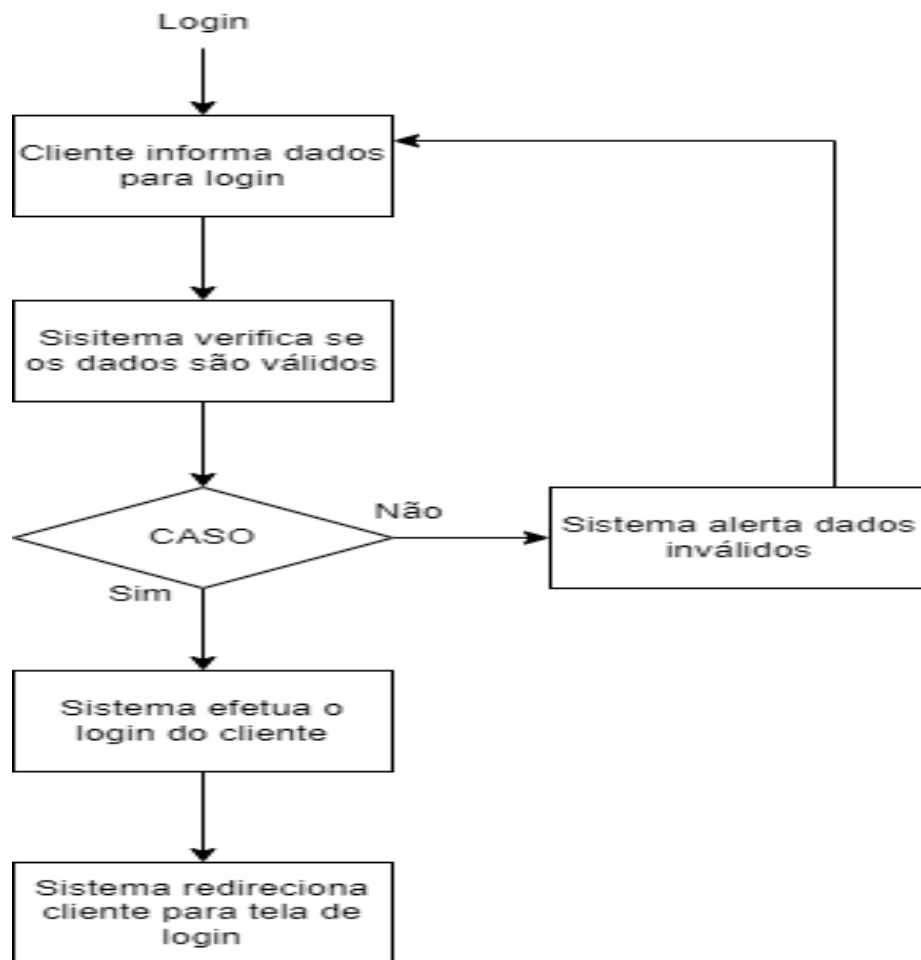 Login
Cliente informa dados
para login
Sisitema verifica se
os dados são válidos
CASO
Não
Sistema alerta dados
inválidos
Sim
Sistema efetua o
login do cliente
Sistema redireciona
cliente para tela de
login